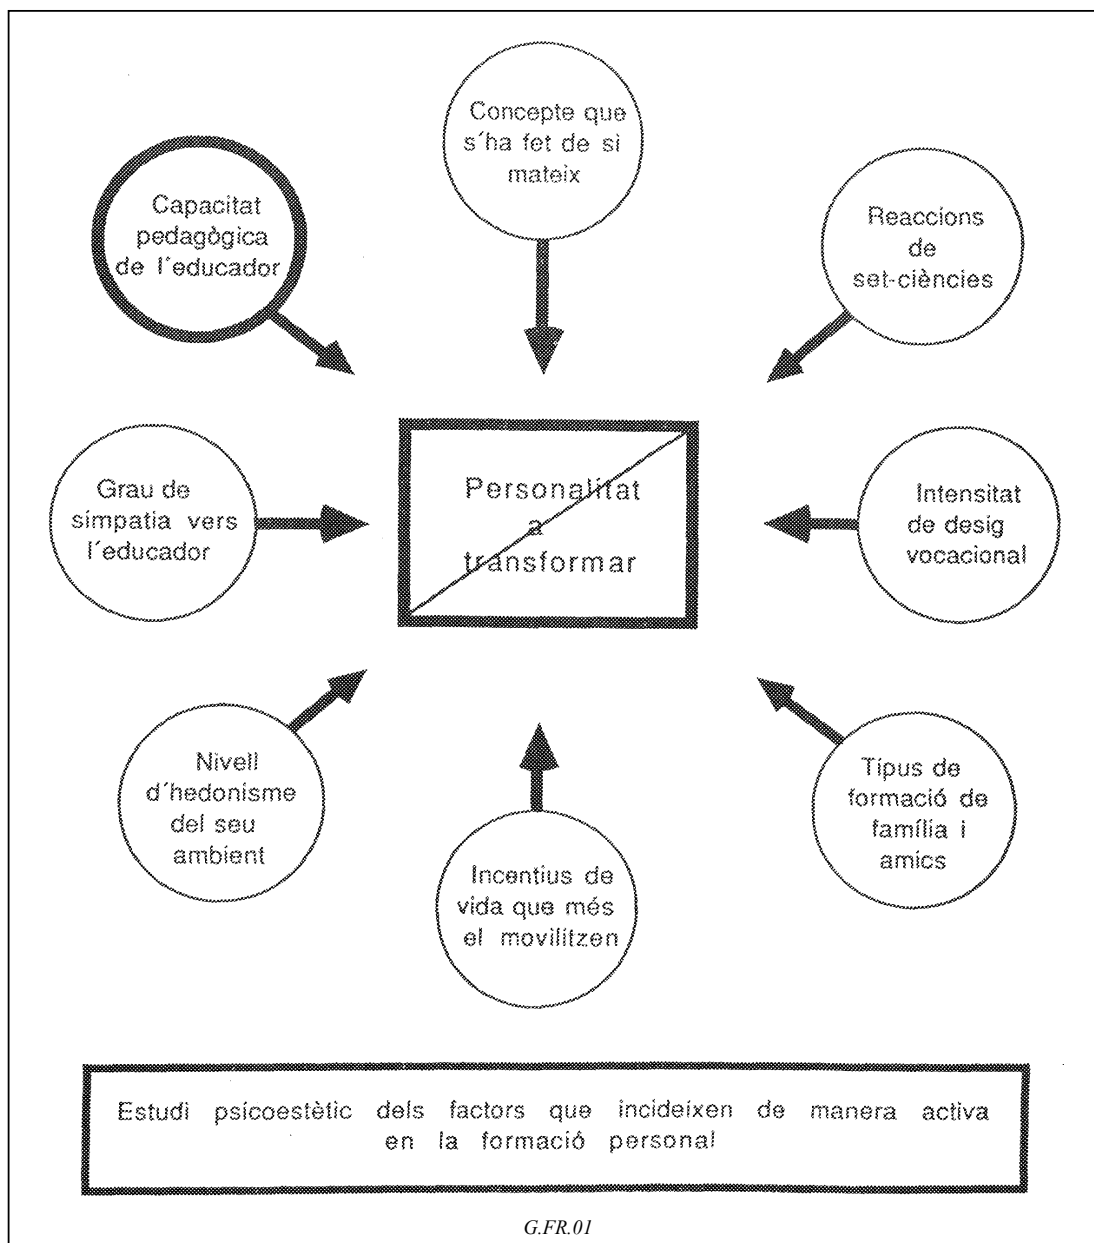 Concepte que
s´ha fet de si
mateix
Capacitat
pedagògica
de l´educador
Reaccions
de
set-ciències
Grau de
simpatia vers
l´educador
Personalitat
a
transformar
Intensitat
de desig
vocacional
Nivell
d´hedonisme
del seu
ambient
Incentius de
vida que més
el movilitzen
Tipus de
formació de
família i
amics
Estudi psicoestètic dels factors que incideixen de manera activa
en la formació personal
G.FR.01